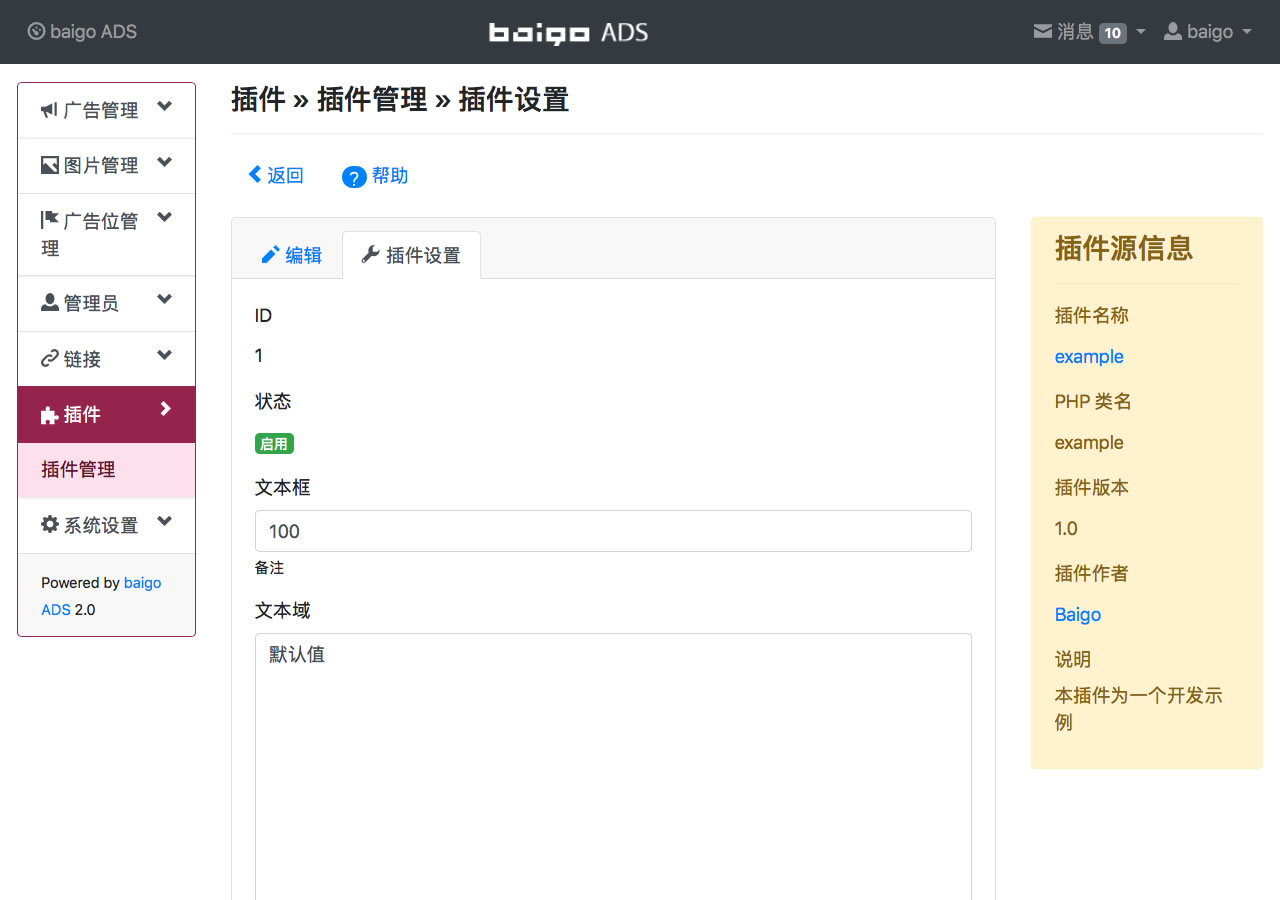 baigo ADS
baigo ADS
消息 10
baigo
广告管理
图片管理
广告位管
理
管理员
链接
插件
插件管理
系统设置
Powered by baigo
ADS 2.0
插件 » 插件管理 » 插件设置
返回
帮助
编辑
插件设置
ID
1
状态
启用
文本框
100
备注
文本域
默认值
插件源信息
插件名称
example
PHP 类名
example
插件版本
1.0
插件作者
Baigo
说明
本插件为一个开发示
例